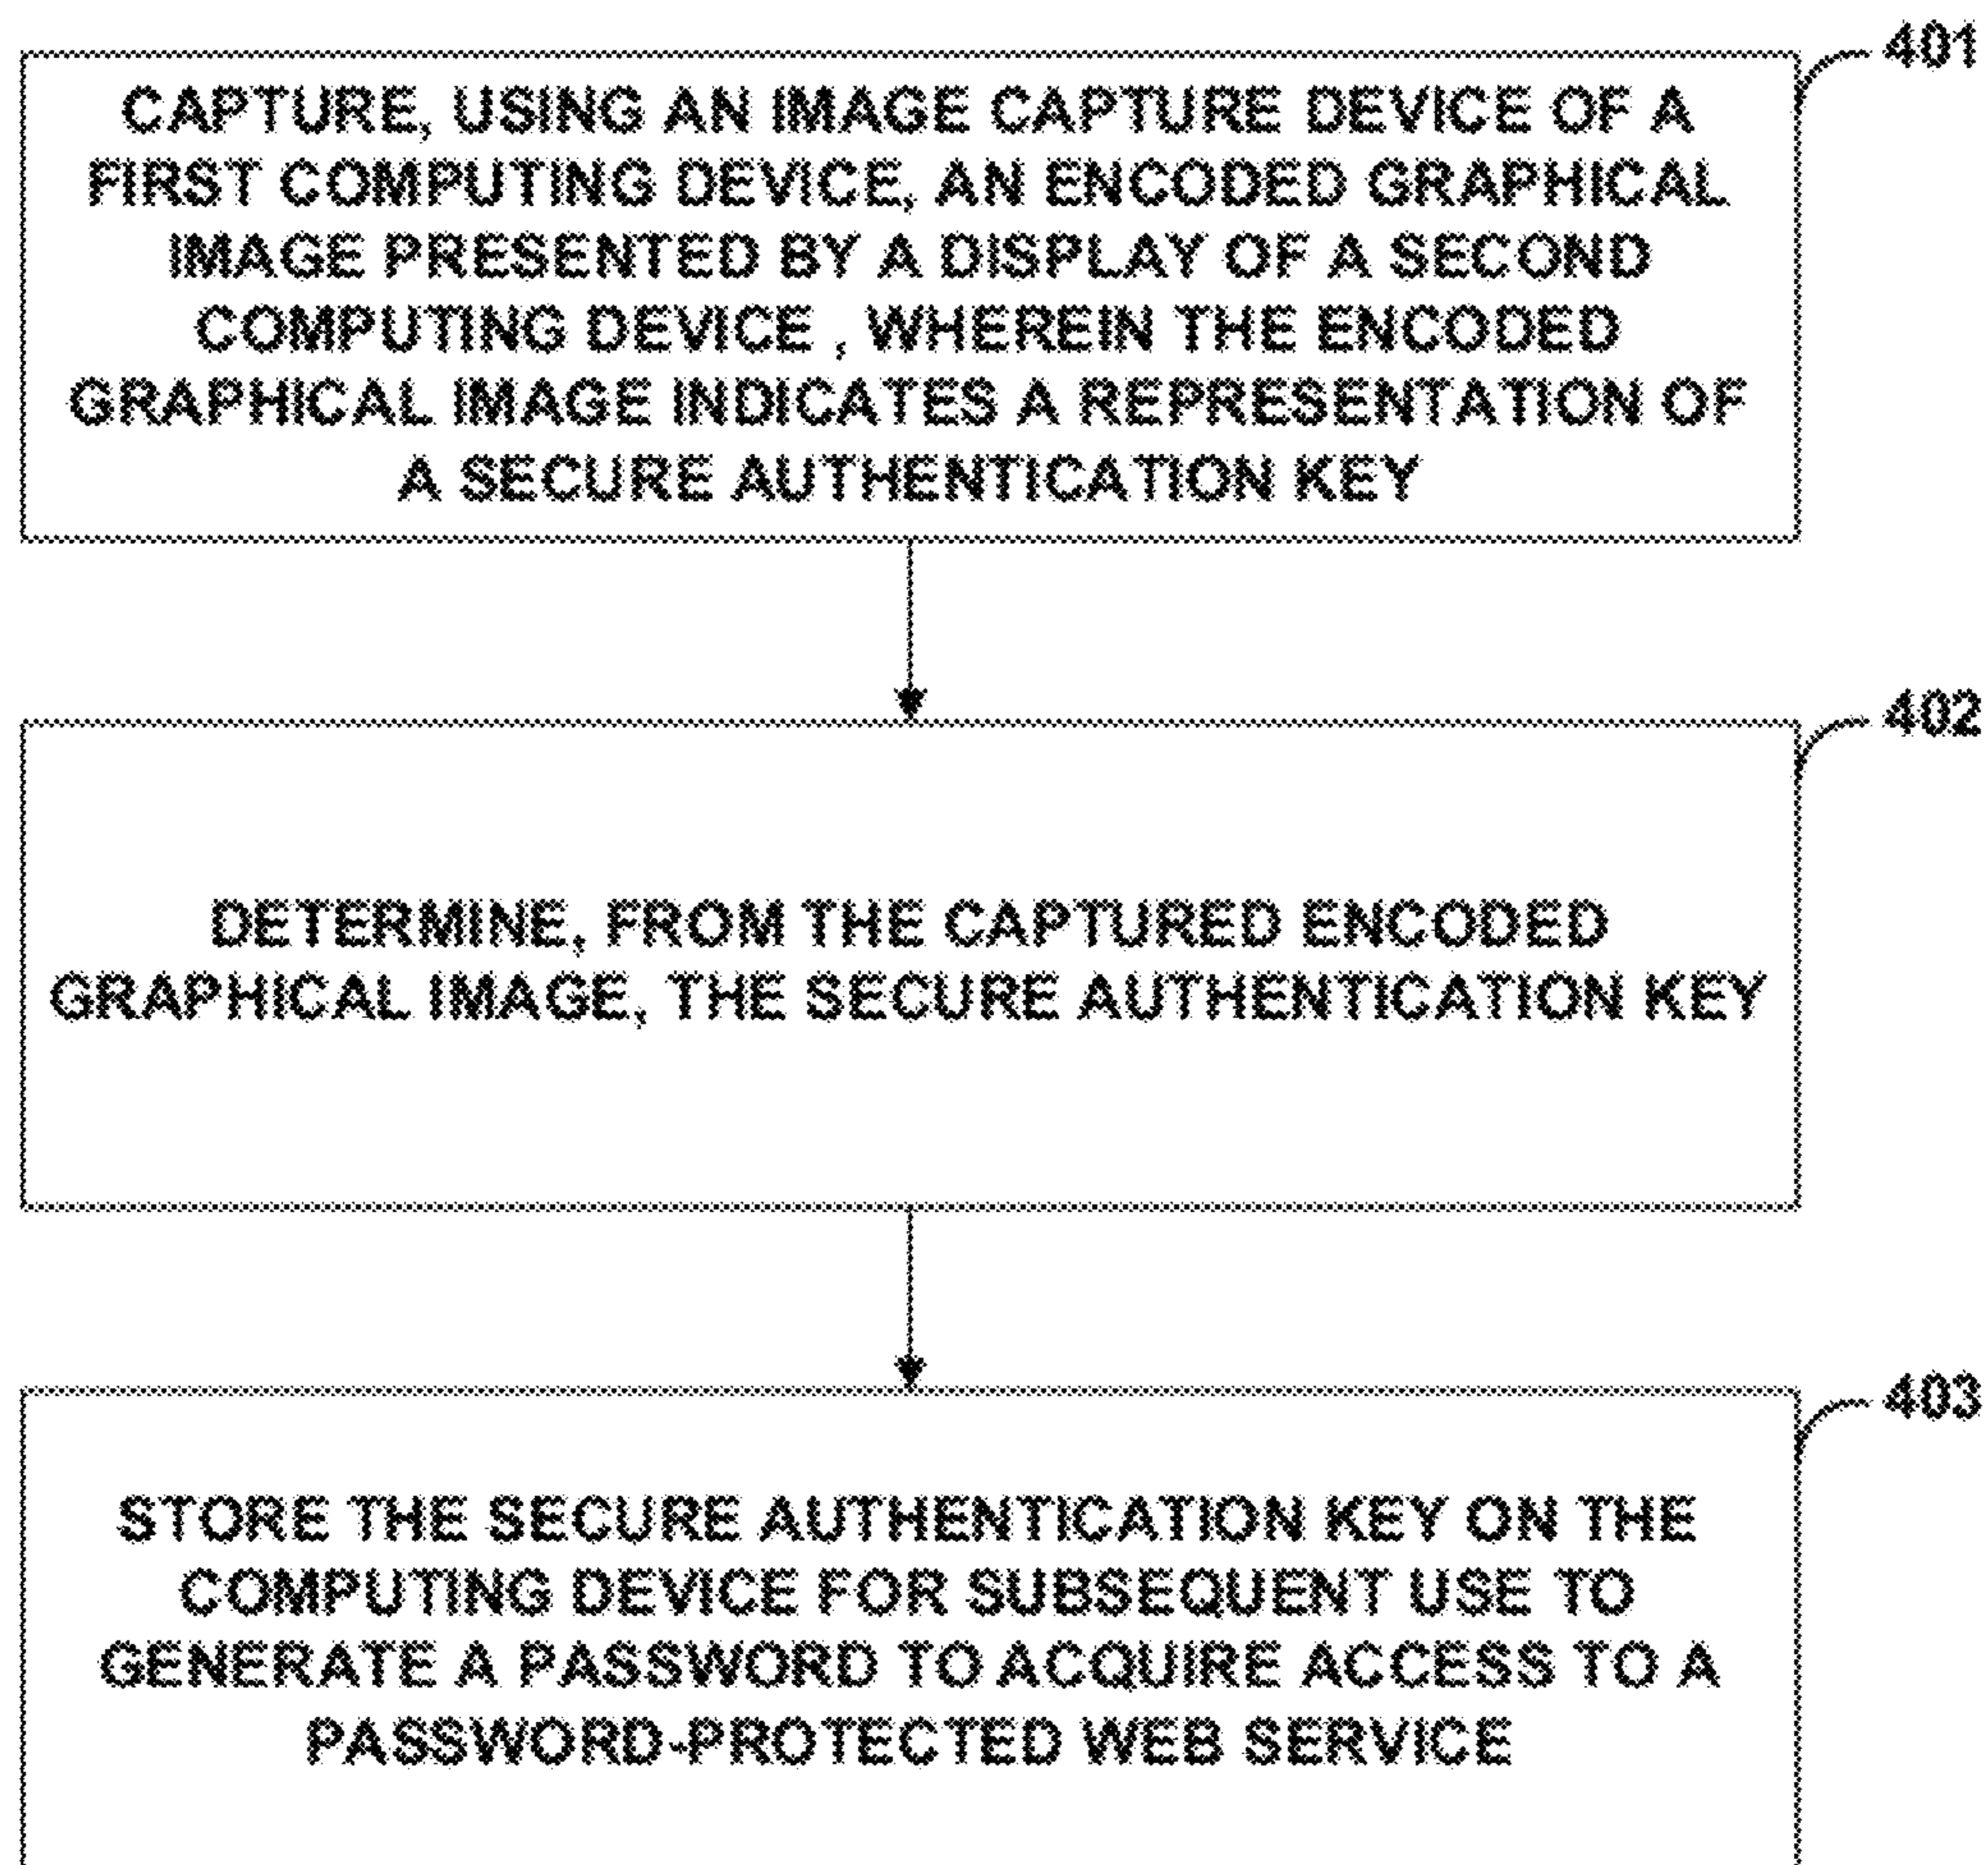 401
CAPTURE, USING AN IMAGE CAPTURE DEVICE OF A
FIRST COMPUTING DEVICE, AN ENCODED GRAPHICAL
IMAGE PRESENTED BY A DISPLAY OF A SECOND
COMPUTING DEVICE , WHEREIN THE ENCODED
GRAPHICAL IMAGE INDICATES A REPRESENTATION OF
A SECURE AUTHENTICATION KEY
402
DETERMINE, FROM THE CAPTURED ENCODED
GRAPHICAL IMAGE, THE SECURE AUTHENTICATION KEY
403
STORE THE SECURE AUTHENTICATION KEY ON THE
COMPUTING DEVICE FOR SUBSEQUENT USE TO
GENERATE A PASSWORD TO ACQUIRE ACCESS TO A
PASSWORD-PROTECTED WEB SERVICE